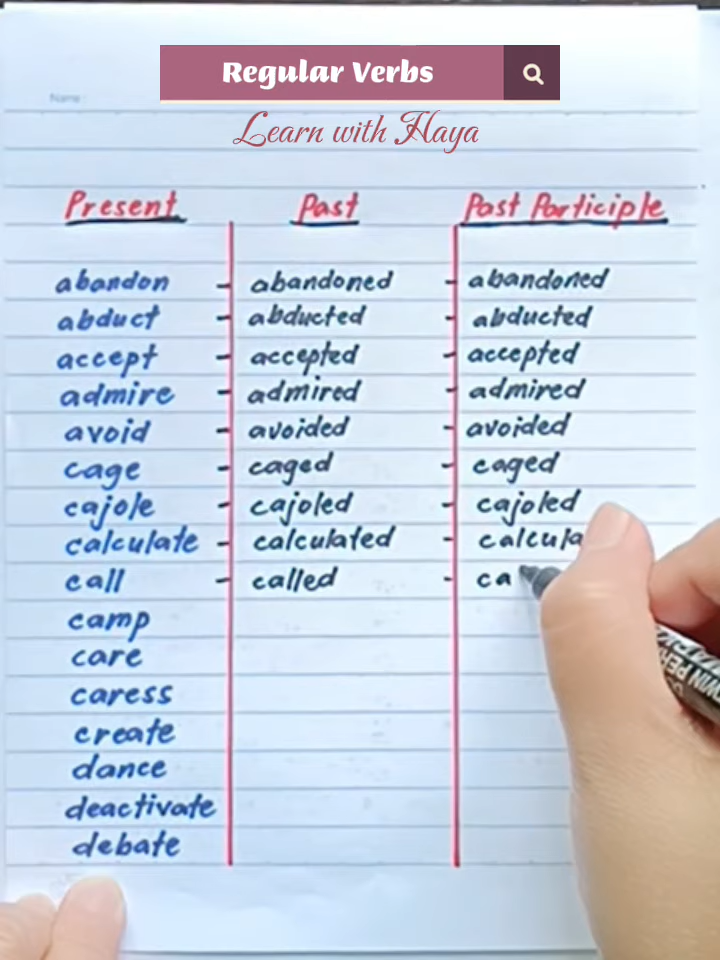 Regular Verbs
Learn with Haya
Name:
Present Past Past Participle
abandon - abandoned - abandoned
abduct - abducted - abducted
accept - accepted - accepted
admire - admired - admired
avoid - avoided - avoided
cage - caged - caged
cajole - cajoled - cajoled
calculate - calculated - calcula
call - called - ca
camp
care
caress
create
dance
deactivate
debate